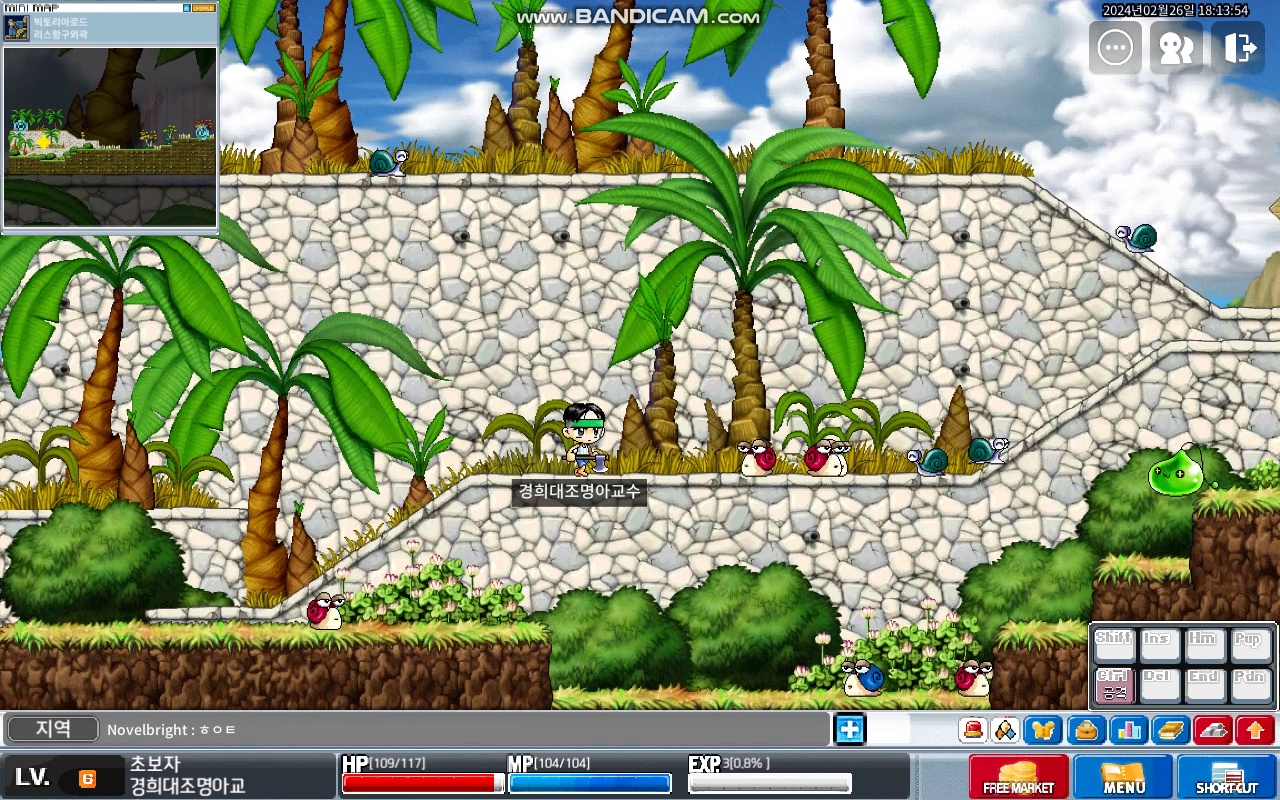 MINI MAP
WORLD
빅토리아로드
리스항구외곽
www.BANDICAM.com
2024년02월26일 18:13:54
경희대조명아교수
Shift Ins Hm Pup
Ctrl Del End Pdn
공격
지역 Novelbright : ㅎㅇㅌ
LV. 6
초보자
경희대조명아교
HP[109/117] MP[104/104] EXP 3[0.8% ]
FREE MARKET MENU SHORTCUT